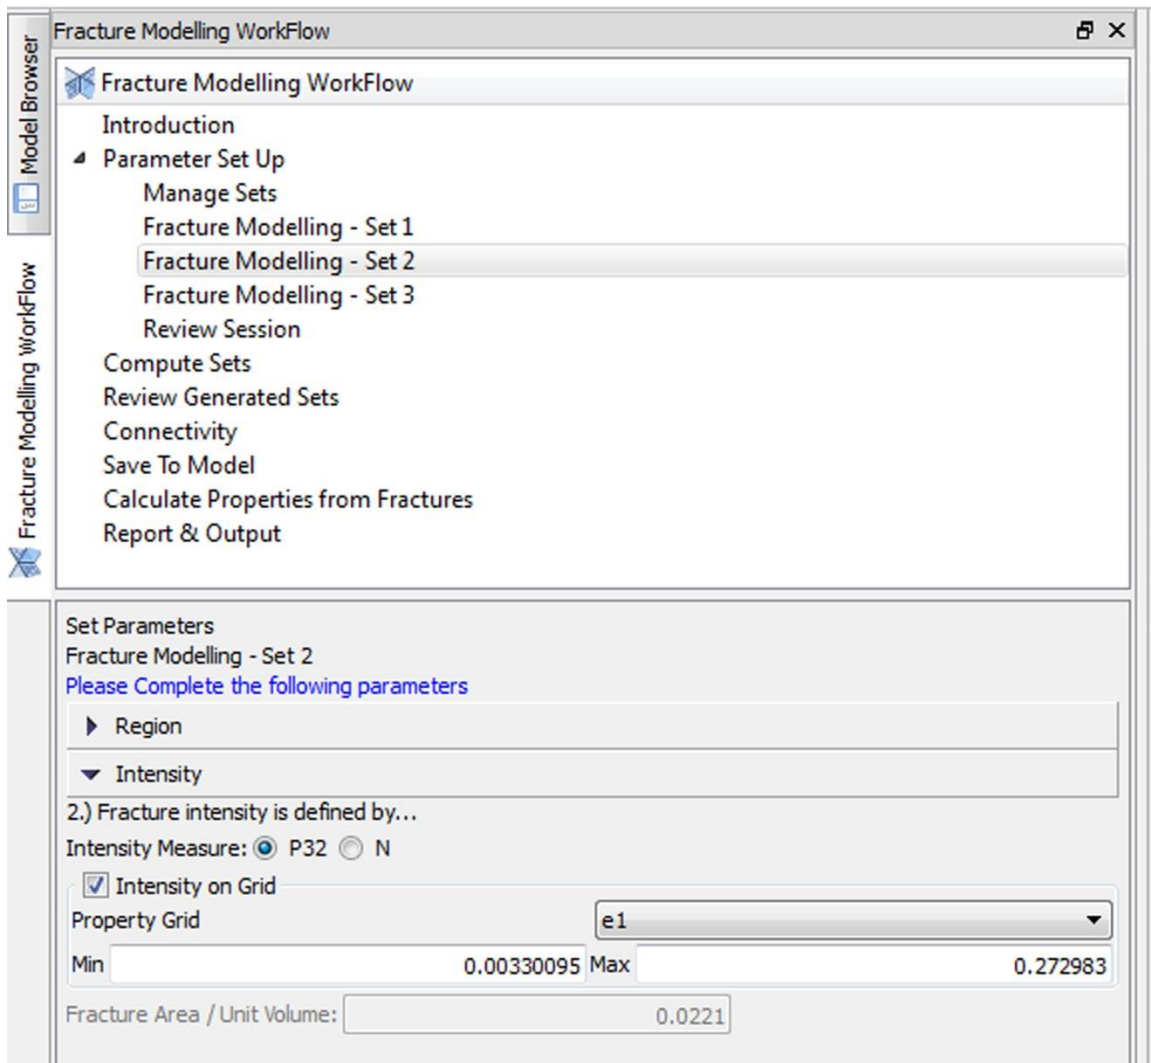 Fracture Modelling WorkFlow
Model Browser
Fracture Modelling WorkFlow
Fracture Modelling WorkFlow
Introduction
Parameter Set Up
Manage Sets
Fracture Modelling - Set 1
Fracture Modelling - Set 2
Fracture Modelling - Set 3
Review Session
Compute Sets
Review Generated Sets
Connectivity
Save To Model
Calculate Properties from Fractures
Report & Output
Set Parameters
Fracture Modelling - Set 2
Please Complete the following parameters
Region
Intensity
2.) Fracture intensity is defined by...
Intensity Measure: P32 N
Intensity on Grid
Property Grid e1
Min 0.00330095 Max 0.272983
Fracture Area / Unit Volume: 0.0221